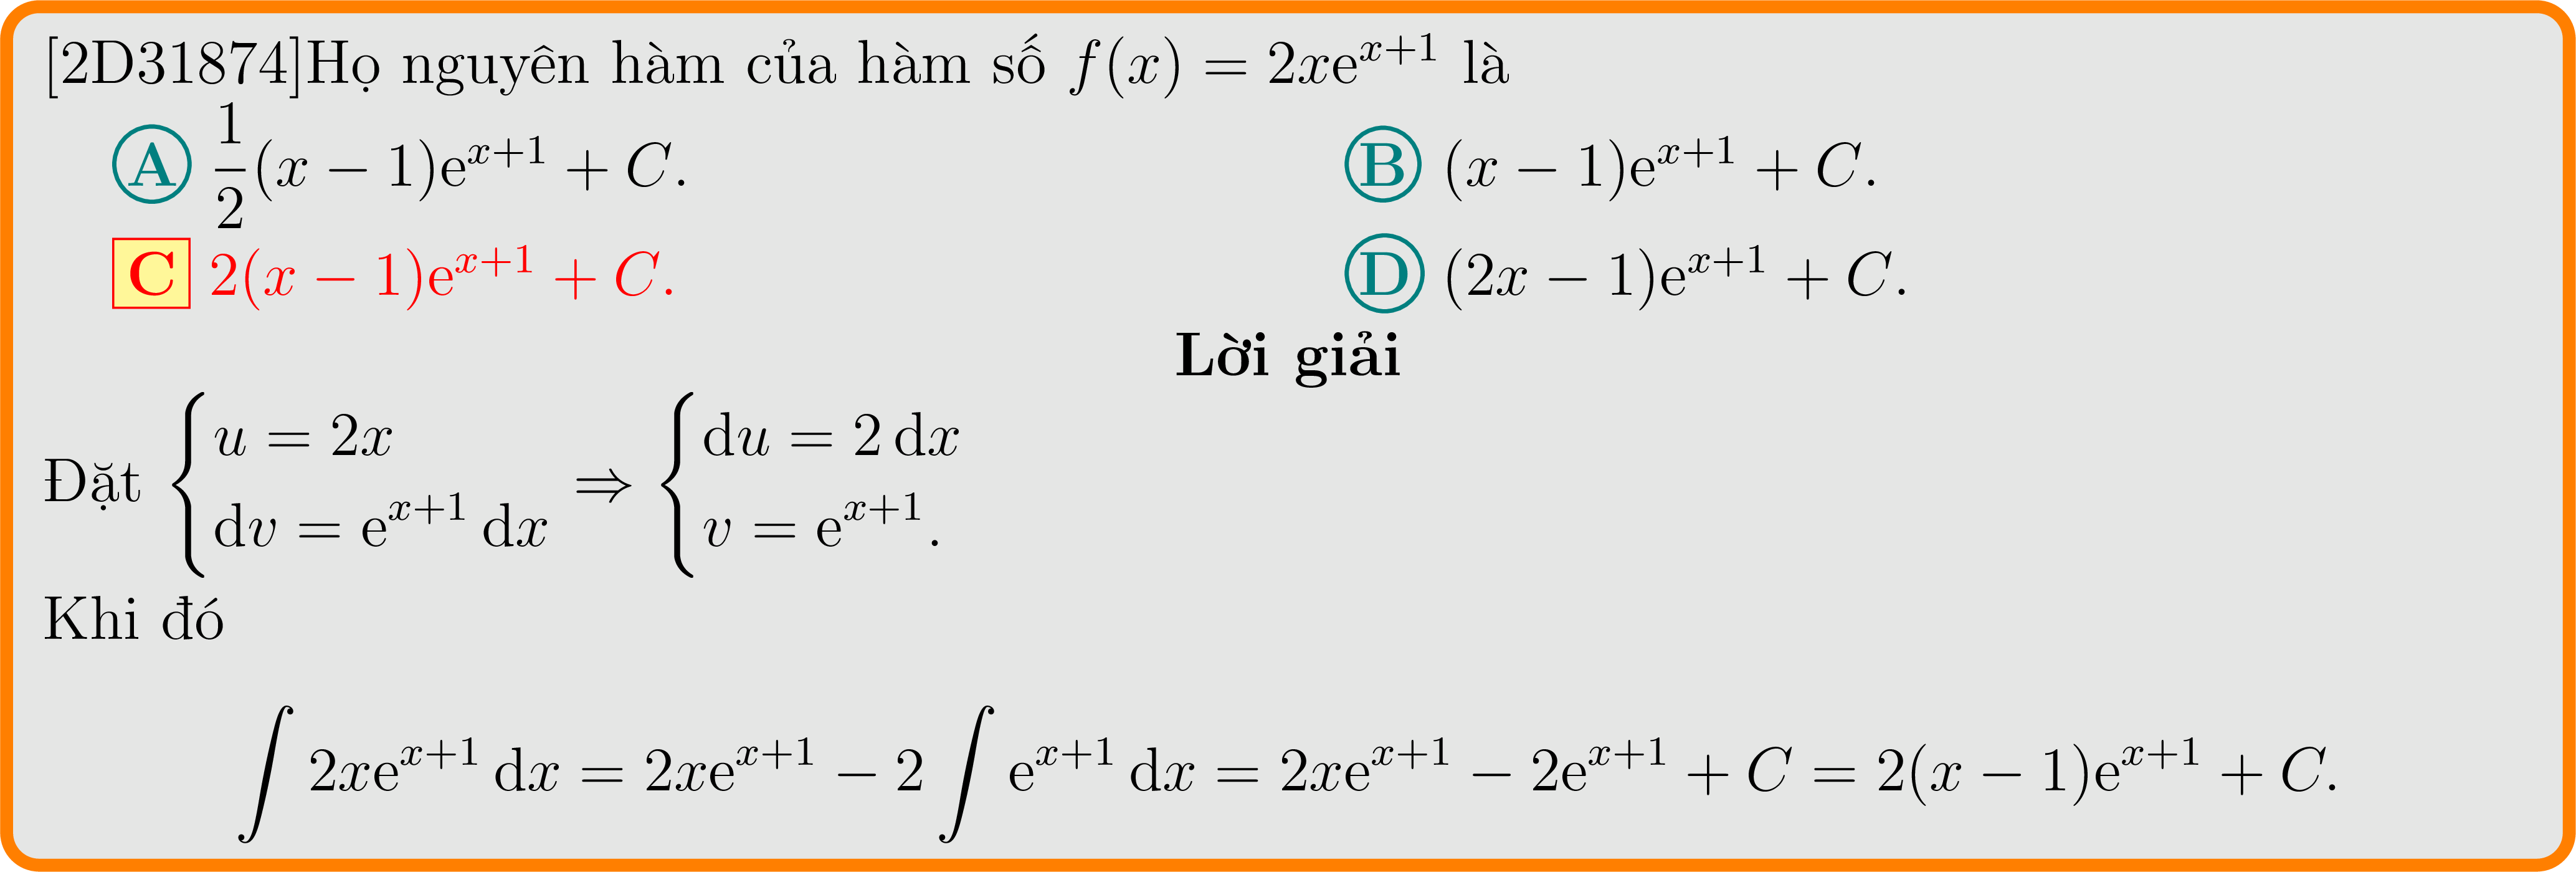 [2D31874]Họ nguyên hàm của hàm số $f(x) = 2x\mathrm{e}^{x+1}$ là
A $\dfrac{1}{2}(x-1)\mathrm{e}^{x+1} + C.$ B $(x-1)\mathrm{e}^{x+1} + C.$
C $2(x-1)\mathrm{e}^{x+1} + C.$ D $(2x-1)\mathrm{e}^{x+1} + C.$
Lời giải
Đặt $\begin{cases} u = 2x \\ \mathrm{d}v = \mathrm{e}^{x+1}\,\mathrm{d}x \end{cases} \Rightarrow \begin{cases} \mathrm{d}u = 2\,\mathrm{d}x \\ v = \mathrm{e}^{x+1}. \end{cases}$
Khi đó
$\int 2x\mathrm{e}^{x+1}\,\mathrm{d}x = 2x\mathrm{e}^{x+1} - 2\int \mathrm{e}^{x+1}\,\mathrm{d}x = 2x\mathrm{e}^{x+1} - 2\mathrm{e}^{x+1} + C = 2(x-1)\mathrm{e}^{x+1} + C.$